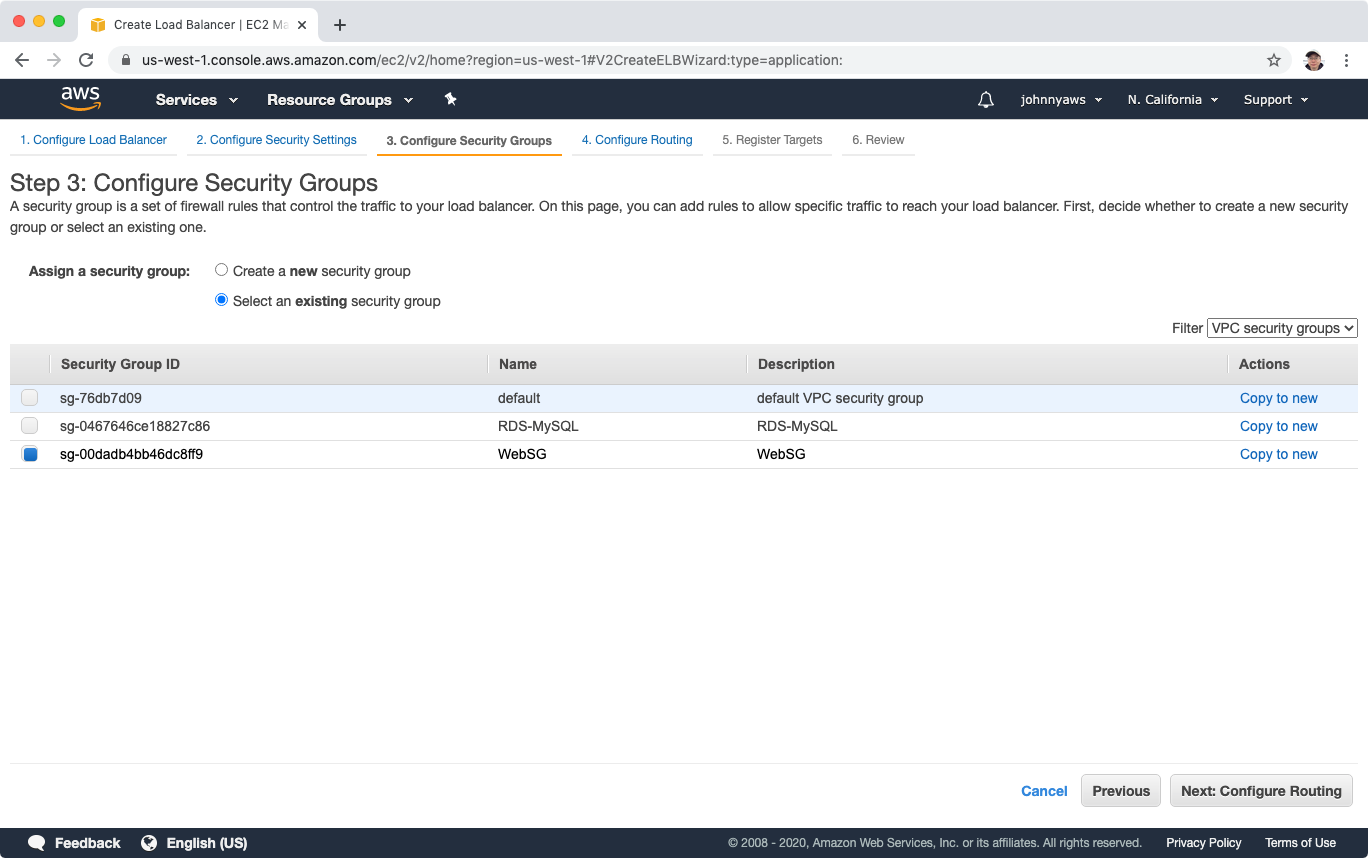 Create Load Balancer | EC2 Ma
us-west-1.console.aws.amazon.com/ec2/v2/home?region=us-west-1#V2CreateELBWizard:type=application:
aws Services Resource Groups johnnyaws N. California Support
1. Configure Load Balancer 2. Configure Security Settings 3. Configure Security Groups 4. Configure Routing 5. Register Targets 6. Review
Step 3: Configure Security Groups
A security group is a set of firewall rules that control the traffic to your load balancer. On this page, you can add rules to allow specific traffic to reach your load balancer. First, decide whether to create a new security
group or select an existing one.
Assign a security group: Create a new security group
Select an existing security group
Filter VPC security groups
Security Group ID Name Description Actions
sg-76db7d09 default default VPC security group Copy to new
sg-0467646ce18827c86 RDS-MySQL RDS-MySQL Copy to new
sg-00dadb4bb46dc8ff9 WebSG WebSG Copy to new
Cancel Previous Next: Configure Routing
Feedback English (US) © 2008 - 2020, Amazon Web Services, Inc. or its affiliates. All rights reserved. Privacy Policy Terms of Use